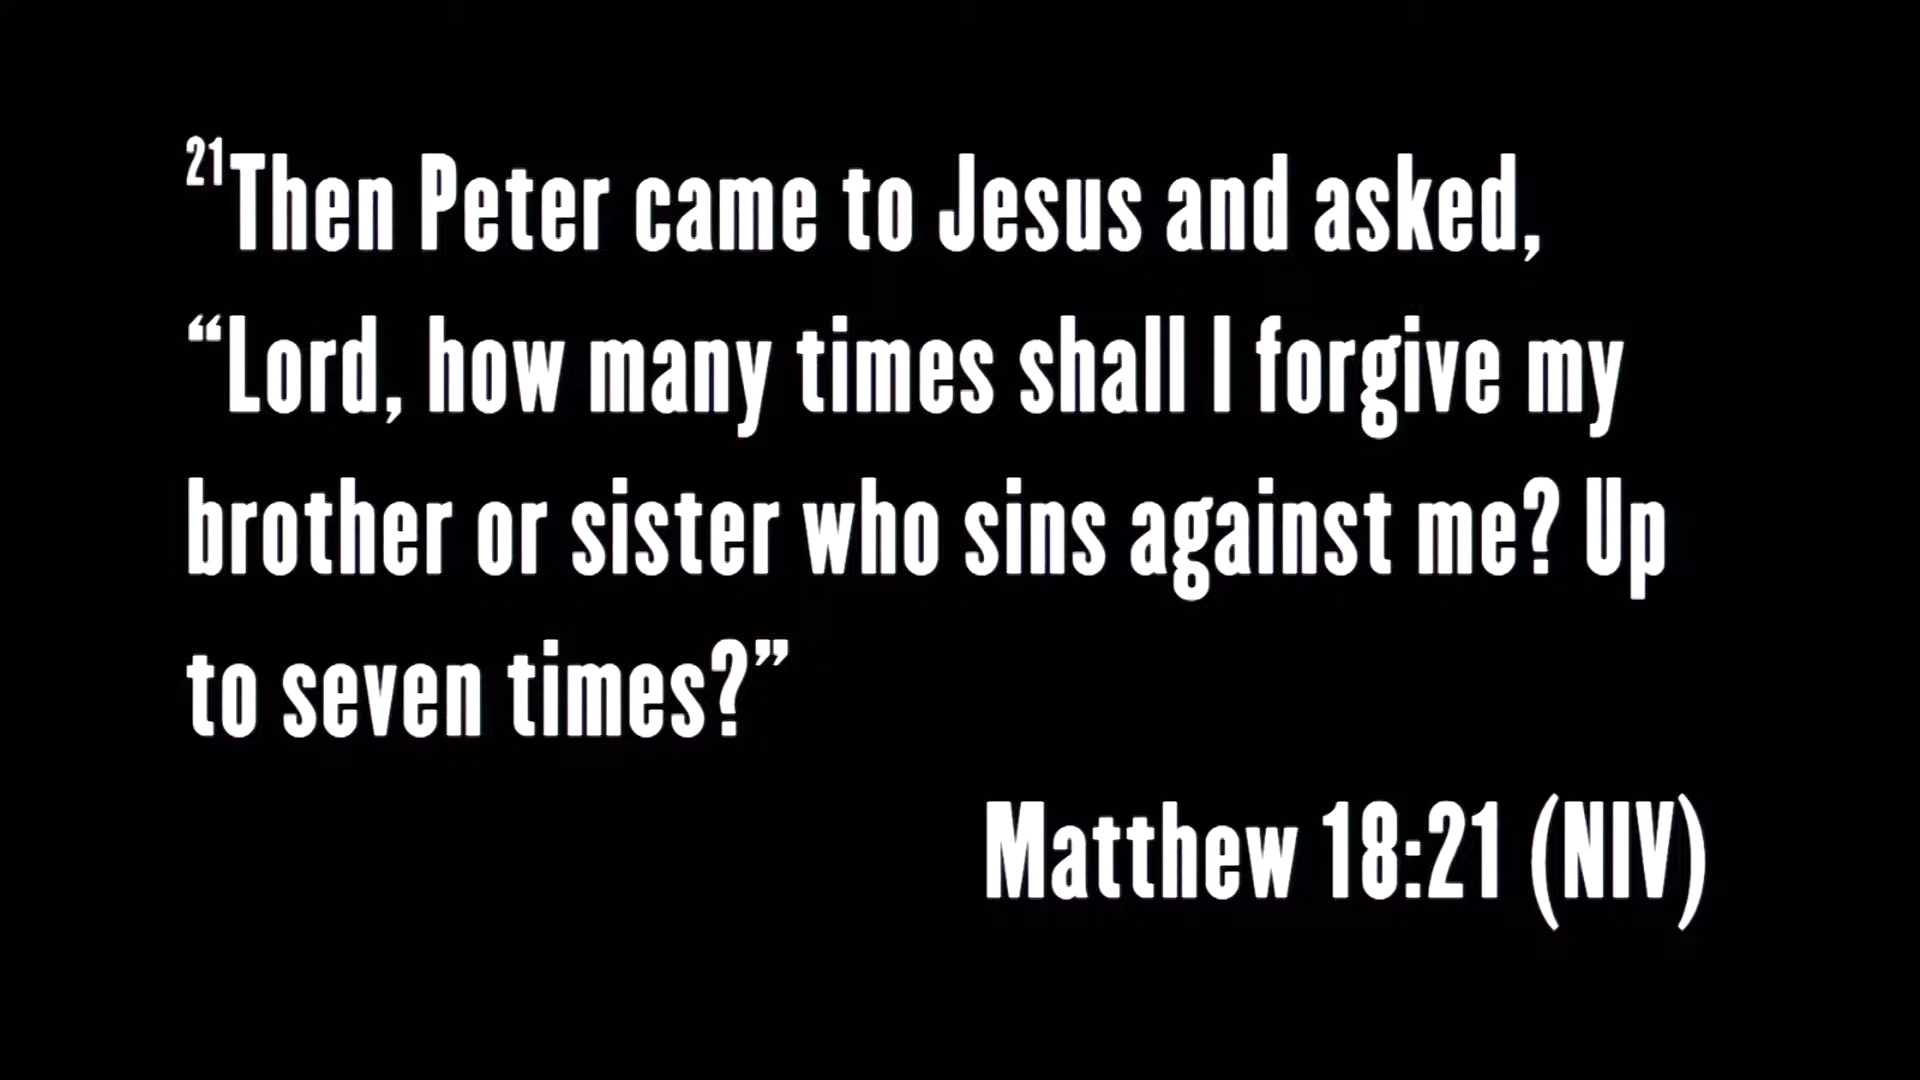 21Then Peter came to Jesus and asked,
“Lord, how many times shall I forgive my
brother or sister who sins against me? Up
to seven times?”
Matthew 18:21 (NIV)